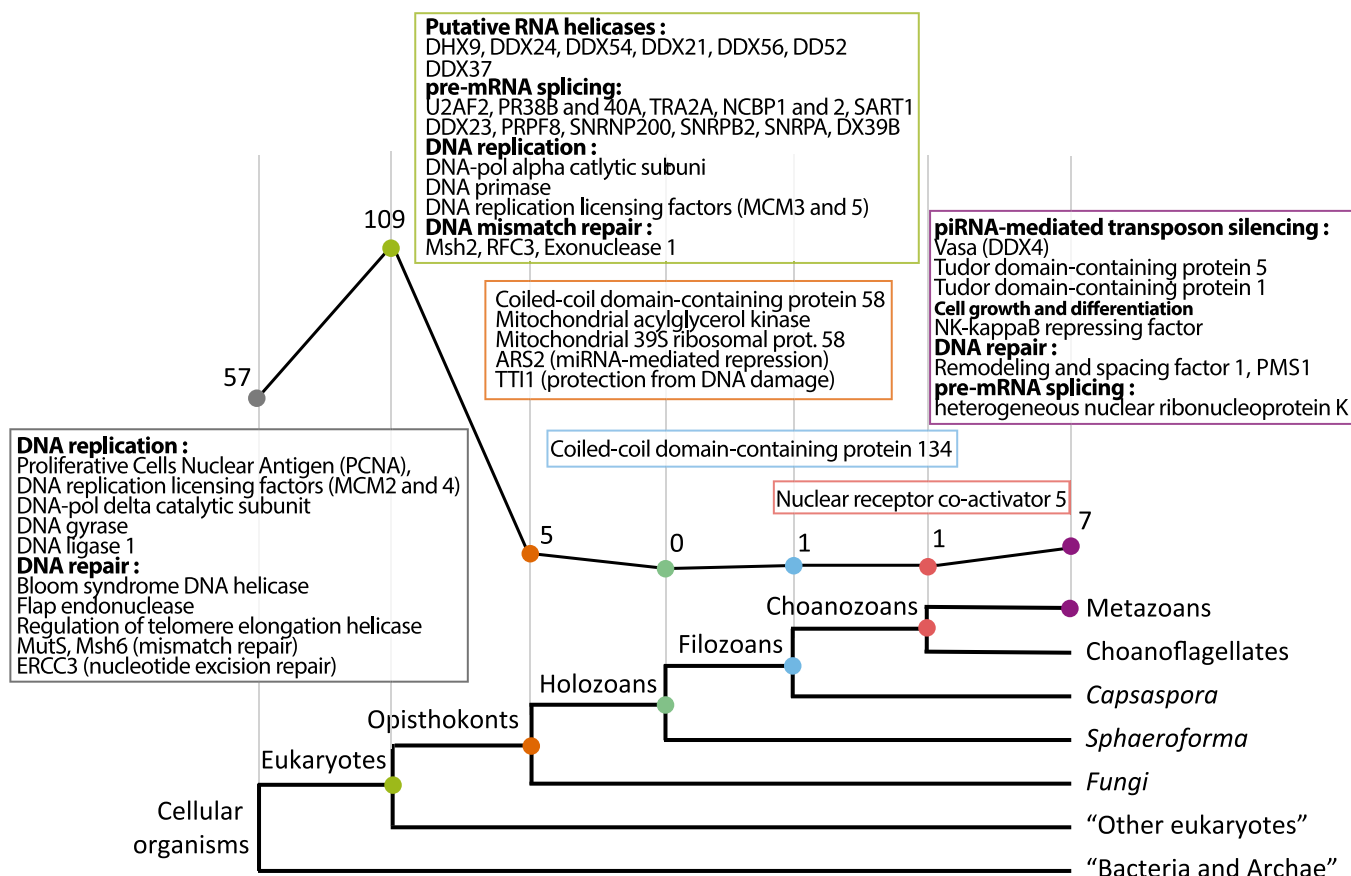 Putative RNA helicases :
DHX9, DDX24, DDX54, DDX21, DDX56, DD52
DDX37
pre-mRNA splicing:
U2AF2, PR38B and 40A, TRA2A, NCBP1 and 2, SART1
DDX23, PRPF8, SNRNP200, SNRPB2, SNRPA, DX39B
DNA replication :
DNA-pol alpha catlytic subuni
DNA primase
DNA replication licensing factors (MCM3 and 5)
DNA mismatch repair :
Msh2, RFC3, Exonuclease 1
109
piRNA-mediated transposon silencing :
Vasa (DDX4)
Tudor domain-containing protein 5
Tudor domain-containing protein 1
Cell growth and differentiation
NK-kappaB repressing factor
DNA repair :
Remodeling and spacing factor 1, PMS1
pre-mRNA splicing :
heterogeneous nuclear ribonucleoprotein K
Coiled-coil domain-containing protein 58
Mitochondrial acylglycerol kinase
Mitochondrial 39S ribosomal prot. 58
ARS2 (miRNA-mediated repression)
TTI1 (protection from DNA damage)
57
DNA replication :
Proliferative Cells Nuclear Antigen (PCNA),
DNA replication licensing factors (MCM2 and 4)
DNA-pol delta catalytic subunit
DNA gyrase
DNA ligase 1
DNA repair :
Bloom syndrome DNA helicase
Flap endonuclease
Regulation of telomere elongation helicase
MutS, Msh6 (mismatch repair)
ERCC3 (nucleotide excision repair)
Coiled-coil domain-containing protein 134
Nuclear receptor co-activator 5
5
0
1
1
7
Choanozoans
Metazoans
Filozoans
Choanoflagellates
Holozoans
Capsaspora
Opisthokonts
Sphaeroforma
Eukaryotes
Fungi
Cellular
organisms
“Other eukaryotes”
“Bacteria and Archae”